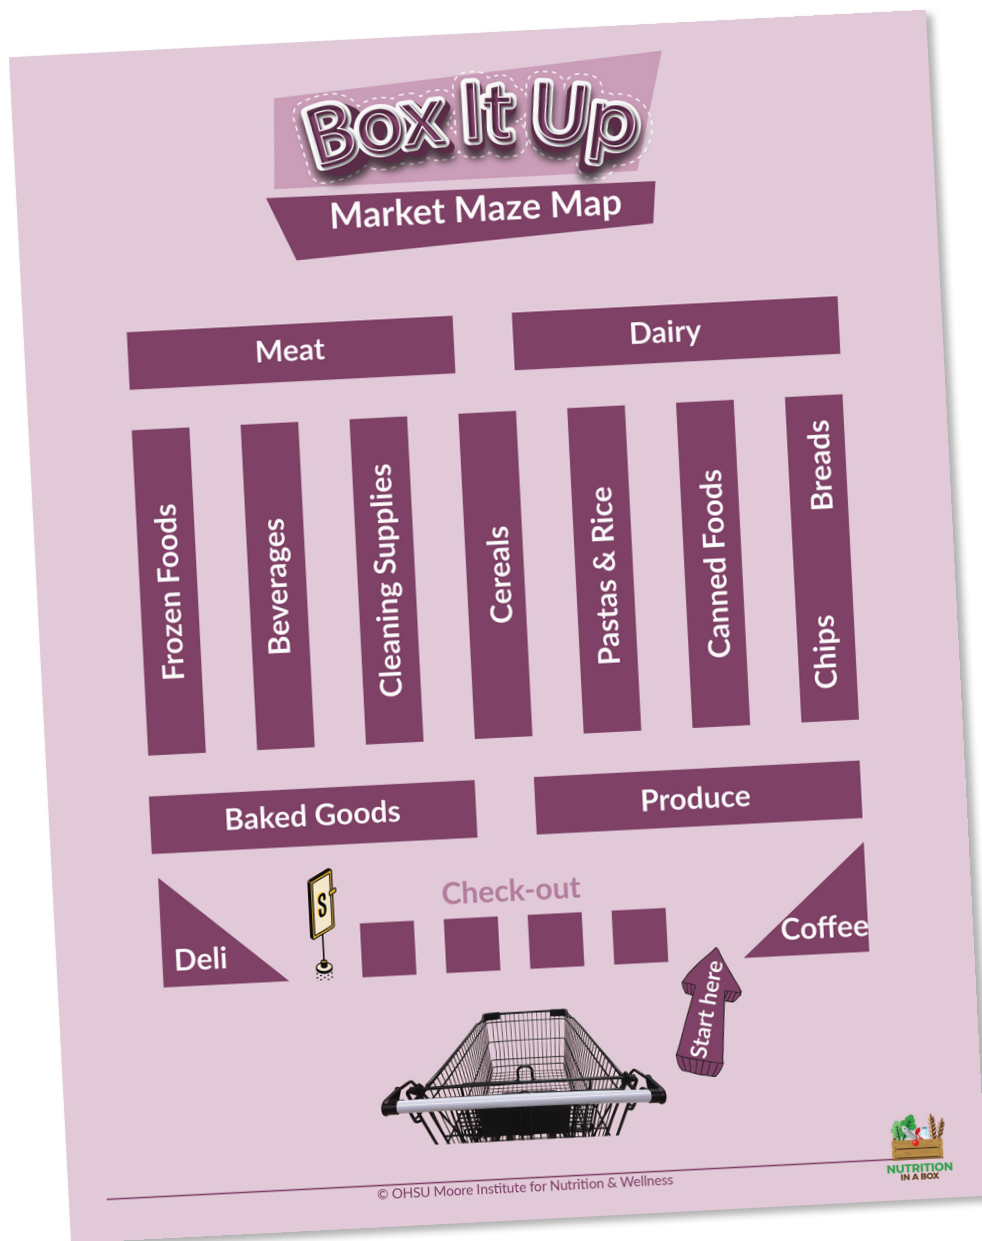 Box It Up
Market Maze Map
Meat
Dairy
Frozen Foods
Beverages
Cleaning Supplies
Cereals
Pastas & Rice
Canned Foods
Breads
Chips
Baked Goods
Produce
Deli
S
Check-out
Coffee
Start here
NUTRITION
IN A BOX
© OHSU Moore Institute for Nutrition & Wellness